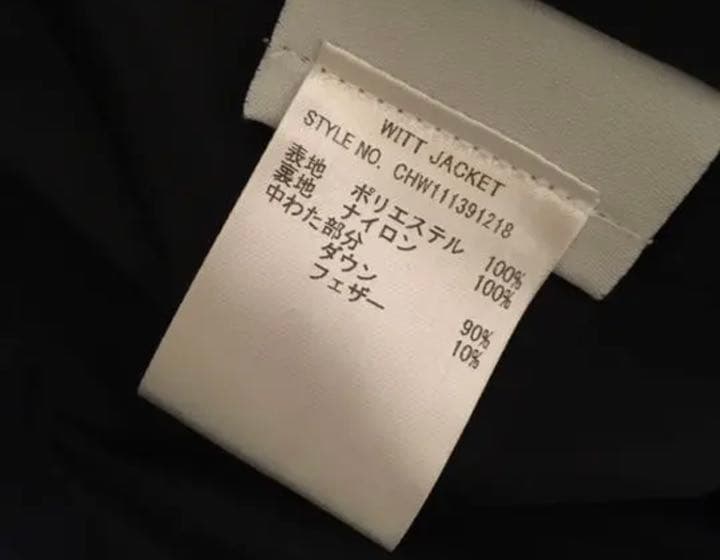 WITT JACKET
STYLE NO. CHW111391218
表地 ポリエステル 100%
裏地 ナイロン 100%
中わた部分
ダウン 90%
フェザー 10%